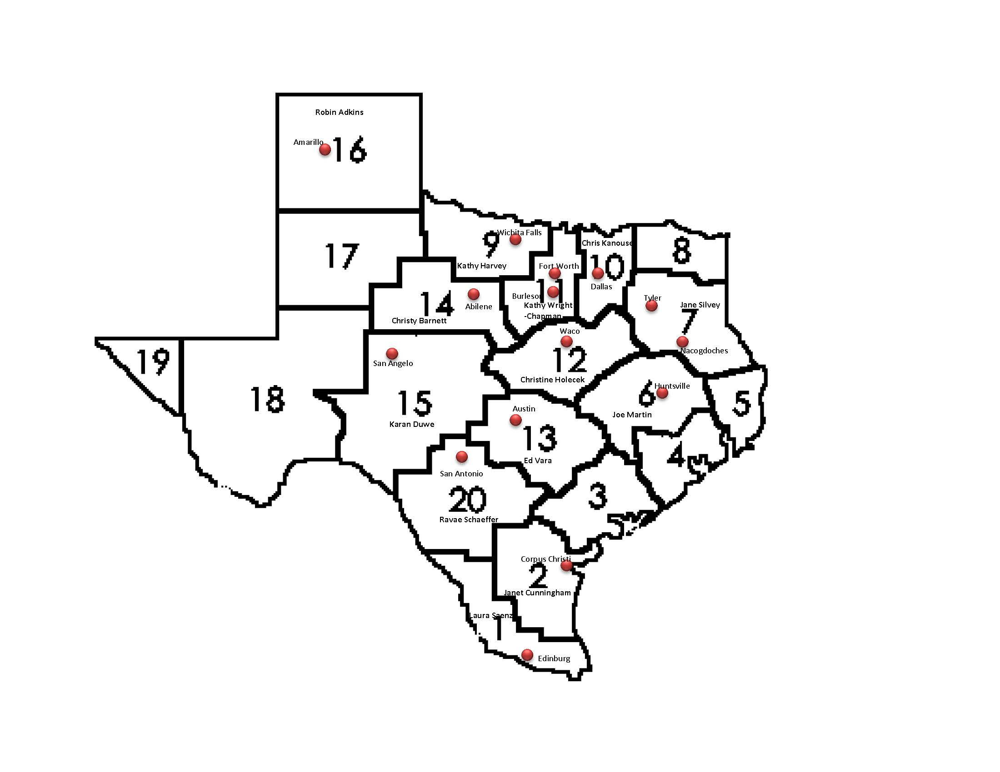 Robin Adkins
Amarillo
16
17
9
Wichita Falls
Kathy Harvey
Chris Kanouse
10
Dallas
8
Fort Worth
11
Burleson
Kathy Wright
-Chapman
14
Abilene
Christy Barnett
Tyler
Jane Silvey
7
Nacogdoches
Waco
12
Christine Holecek
19
18
San Angelo
15
Karan Duwe
6
Huntsville
Joe Martin
5
Austin
13
Ed Vara
4
San Antonio
20
Ravae Schaeffer
3
Corpus Christi
2
Janet Cunningham
Laura Saenz
1
Edinburg